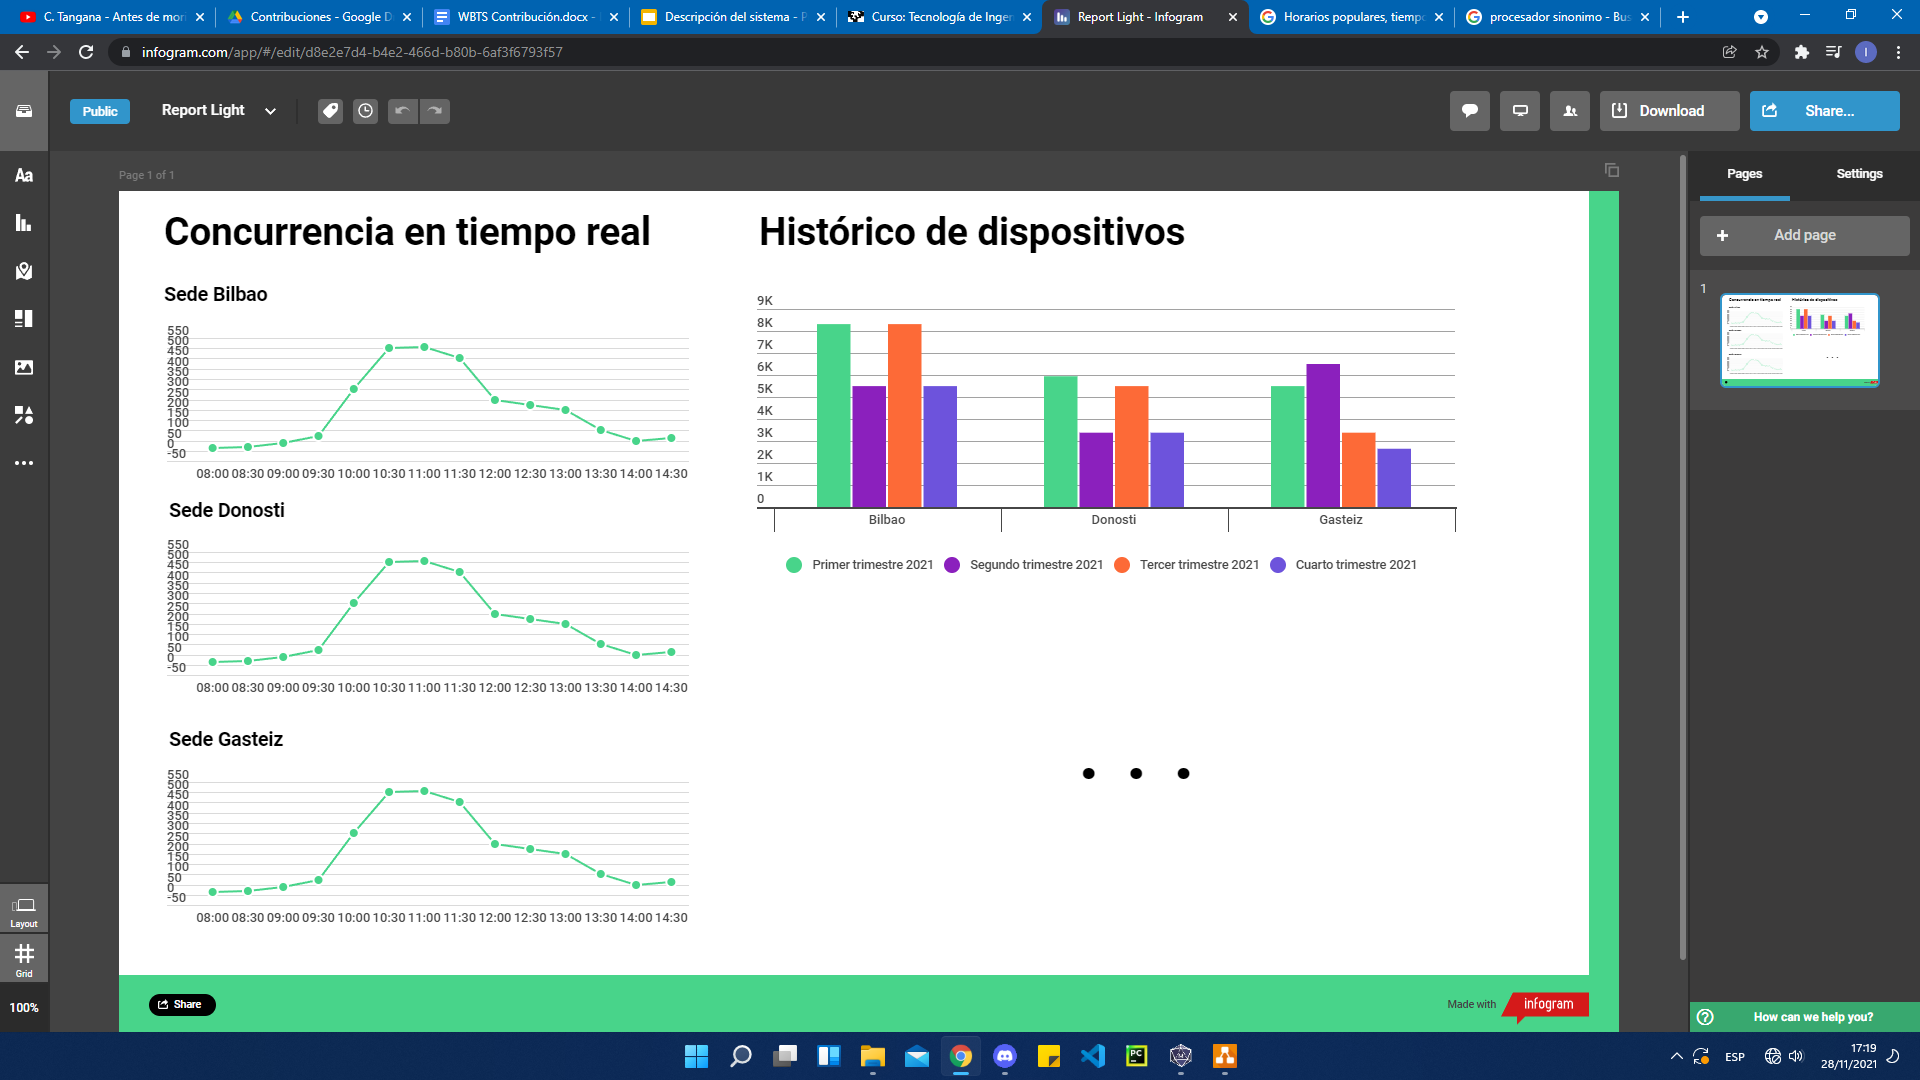 C. Tangana - Antes de mori
Contribuciones - Google D
WBTS Contribución.docx -
Descripción del sistema - P
Curso: Tecnología de Ingen
Report Light - Infogram
Horarios populares, tiempo
procesador sinonimo - Bus
infogram.com/app/#/edit/d8e2e7d4-b4e2-466d-b80b-6af3f6793f57
I
Public
Report Light
Download
Share...
Page 1 of 1
Pages
Settings
Add page
1
Aa
Layout
Grid
100%
Concurrencia en tiempo real
Sede Bilbao
550
500
450
400
350
300
250
200
150
100
50
0
-50
08:00 08:30 09:00 09:30 10:00 10:30 11:00 11:30 12:00 12:30 13:00 13:30 14:00 14:30
Sede Donosti
550
500
450
400
350
300
250
200
150
100
50
0
-50
08:00 08:30 09:00 09:30 10:00 10:30 11:00 11:30 12:00 12:30 13:00 13:30 14:00 14:30
Sede Gasteiz
550
500
450
400
350
300
250
200
150
100
50
0
-50
08:00 08:30 09:00 09:30 10:00 10:30 11:00 11:30 12:00 12:30 13:00 13:30 14:00 14:30
Histórico de dispositivos
9K
8K
7K
6K
5K
4K
3K
2K
1K
0
Bilbao Donosti Gasteiz
Primer trimestre 2021 Segundo trimestre 2021 Tercer trimestre 2021 Cuarto trimestre 2021
• • •
Share
Made with infogram
How can we help you?
PC
ESP
17:19
28/11/2021